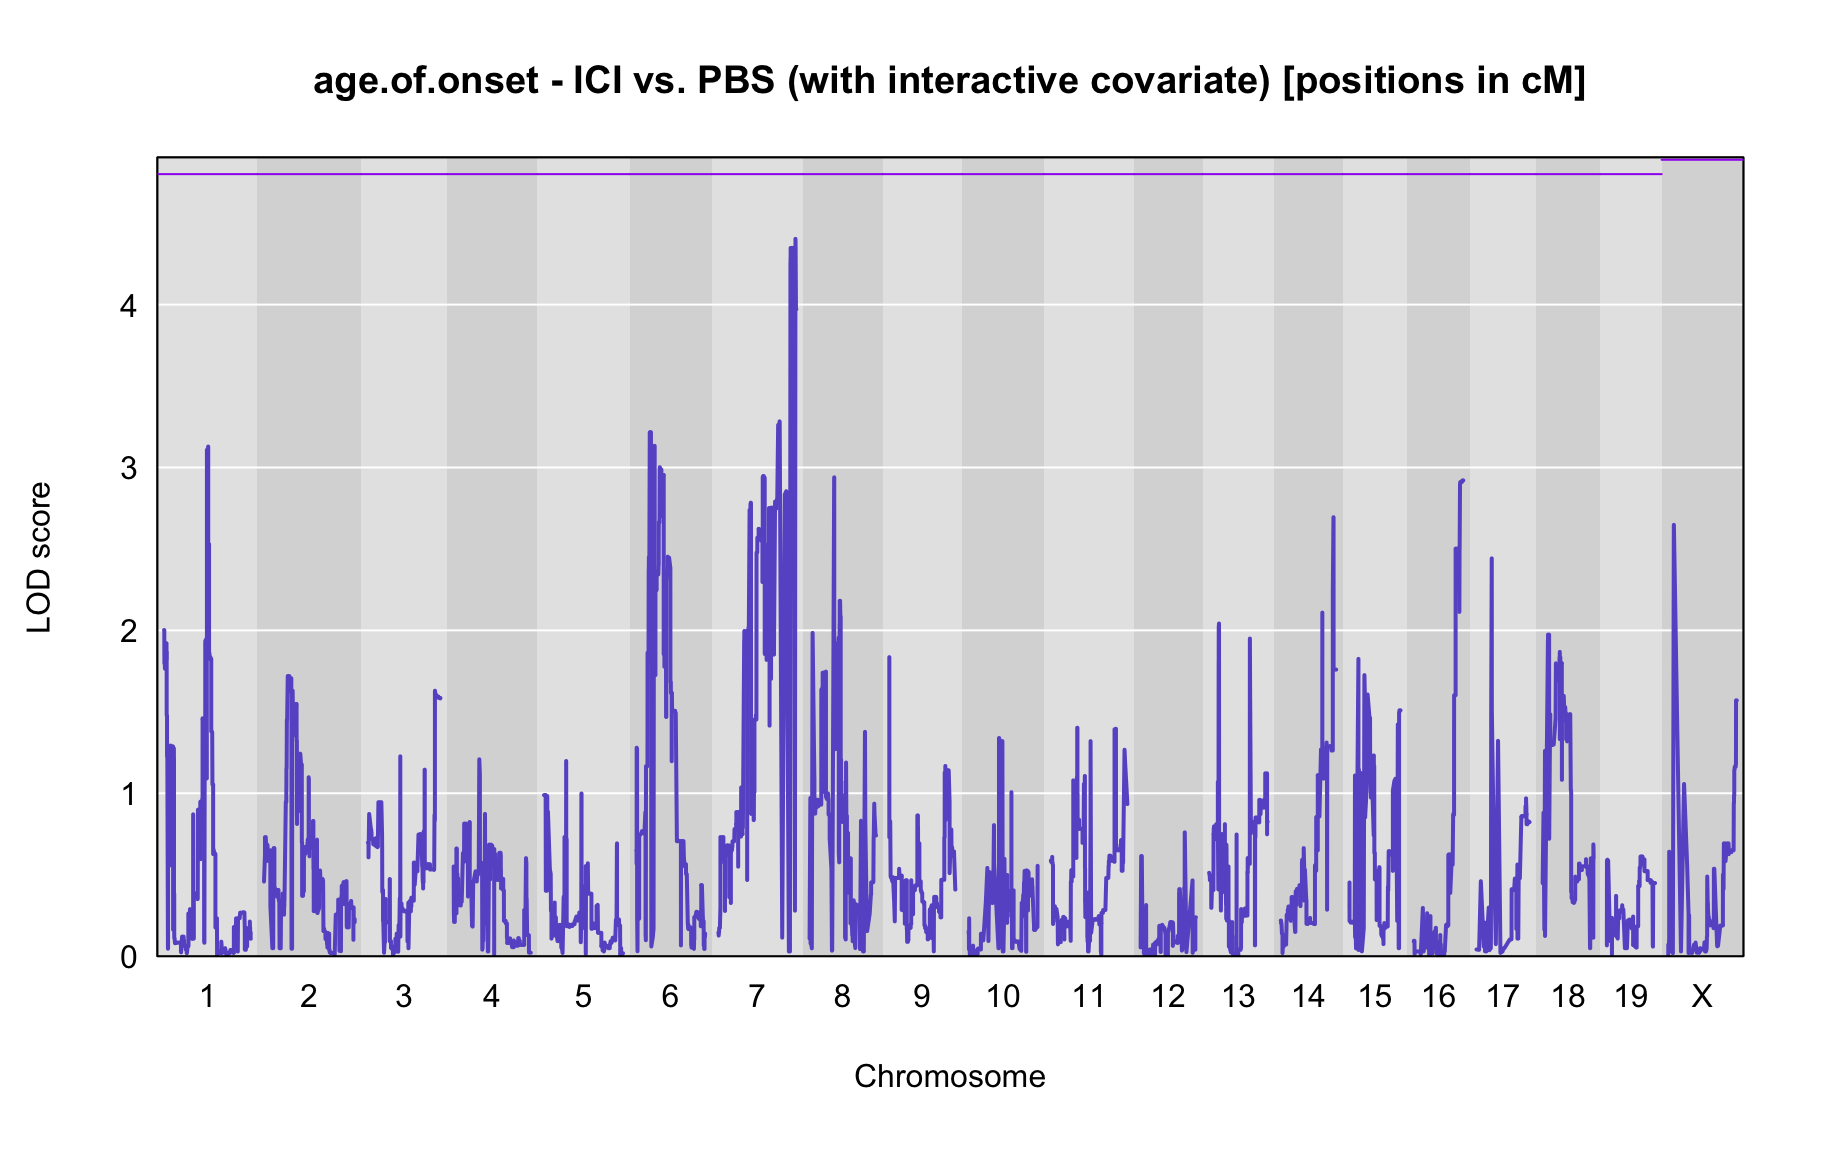 age.of.onset - ICI vs. PBS (with interactive covariate) [positions in cM]
LOD score
4
3
2
1
0
1 2 3 4 5 6 7 8 9 10 11 12 13 14 15 16 17 18 19 X
Chromosome